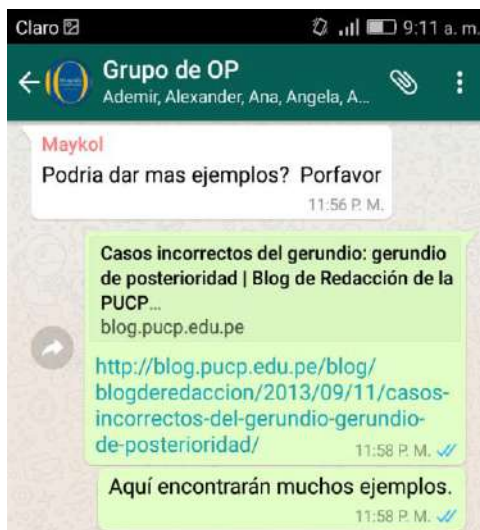 Claro 9:11 a. m.
Grupo de OP
Ademir, Alexander, Ana, Angela, A...
Maykol
Podria dar mas ejemplos? Porfavor
11:56 P. M.
Casos incorrectos del gerundio: gerundio
de posterioridad | Blog de Redacción de la
PUCP...
blog.pucp.edu.pe
http://blog.pucp.edu.pe/blog/
blogderedaccion/2013/09/11/casos-
incorrectos-del-gerundio-gerundio-
de-posterioridad/ 11:58 P. M.
Aquí encontrarán muchos ejemplos.
11:58 P. M.